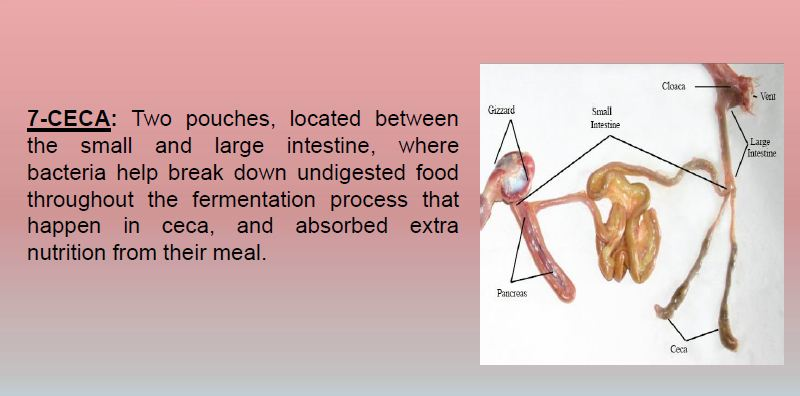 7-CECA: Two pouches, located between
the small and large intestine, where
bacteria help break down undigested food
throughout the fermentation process that
happen in ceca, and absorbed extra
nutrition from their meal.
Cloaca
Vent
Gizzard
Small
Intestine
Large
Intestine
Pancreas
Ceca